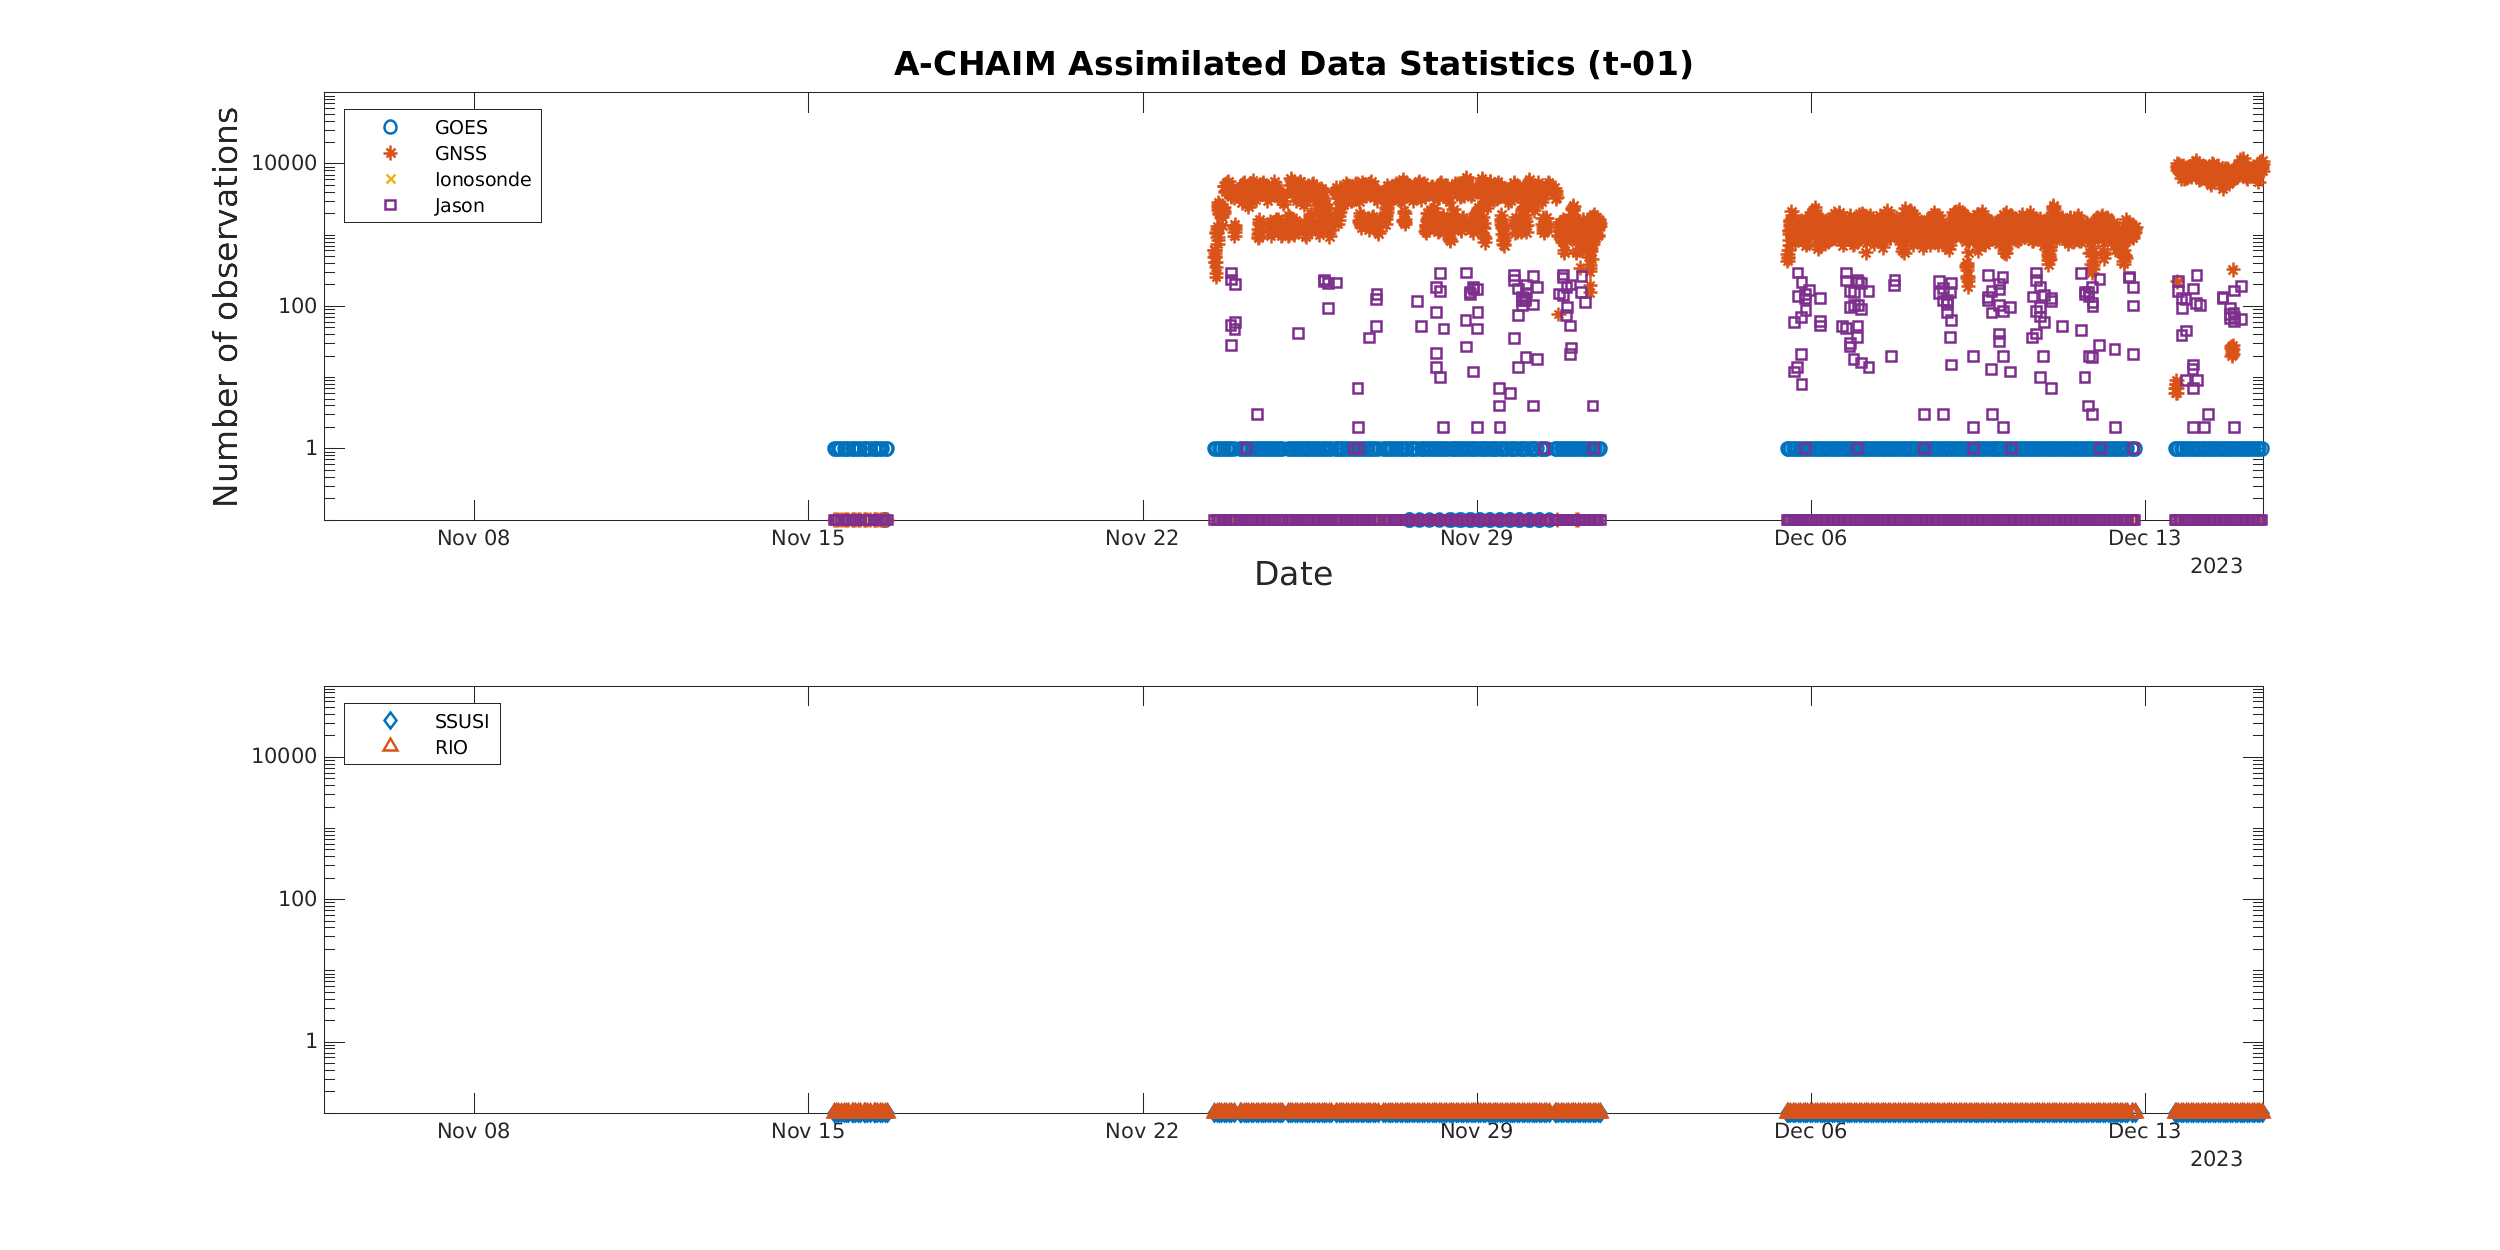 A-CHAIM Assimilated Data Statistics (t-01)
Number of observations
GOES
GNSS
Ionosonde
Jason
10000
100
1
Nov 08 Nov 15 Nov 22 Nov 29 Dec 06 Dec 13
2023
Date
SSUSI
RIO
10000
100
1
Nov 08 Nov 15 Nov 22 Nov 29 Dec 06 Dec 13
2023